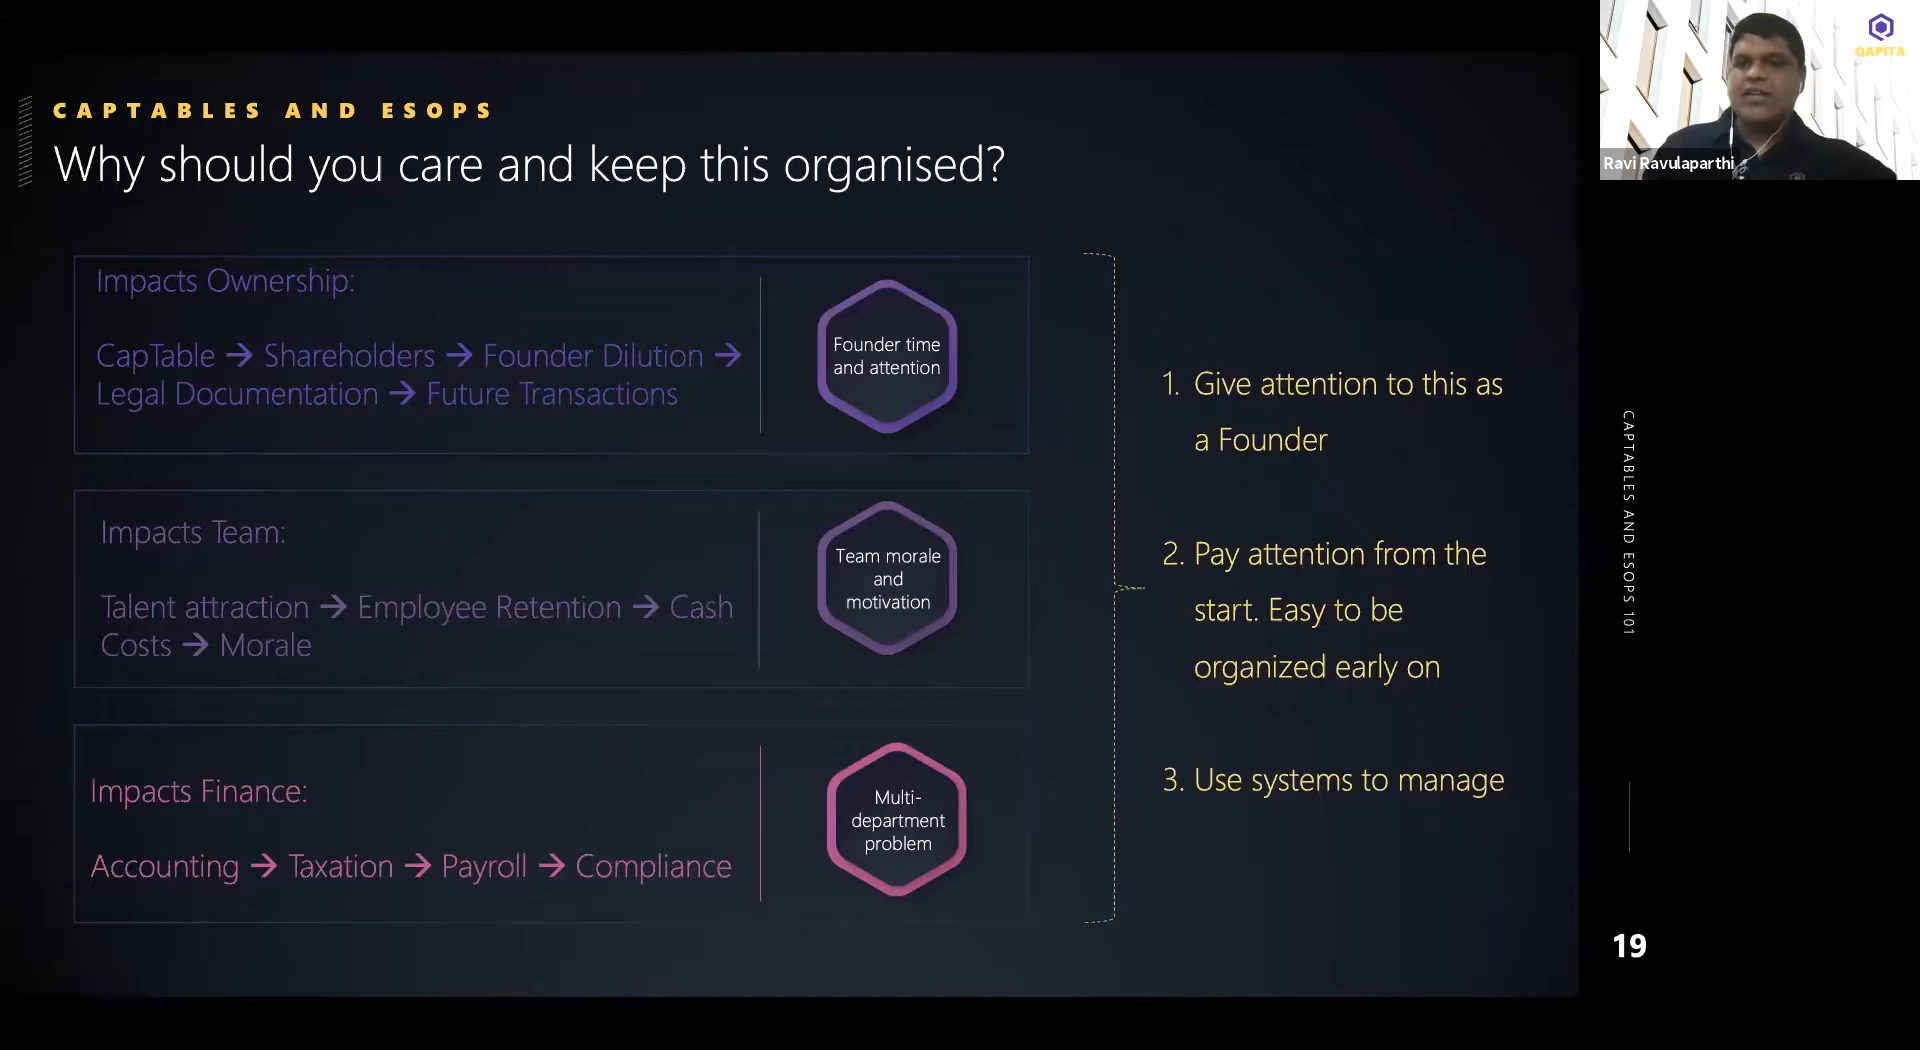 CAPTABLES AND ESOPS
Why should you care and keep this organised?
Impacts Ownership:
CapTable → Shareholders → Founder Dilution →
Legal Documentation → Future Transactions
Founder time
and attention
Impacts Team:
Talent attraction → Employee Retention → Cash
Costs → Morale
Team morale
and
motivation
Impacts Finance:
Accounting → Taxation → Payroll → Compliance
Multi-
department
problem
1. Give attention to this as
a Founder
2. Pay attention from the
start. Easy to be
organized early on
3. Use systems to manage
QAPITA
Ravi Ravulaparthi
CAPTABLES AND ESOPS 101
19